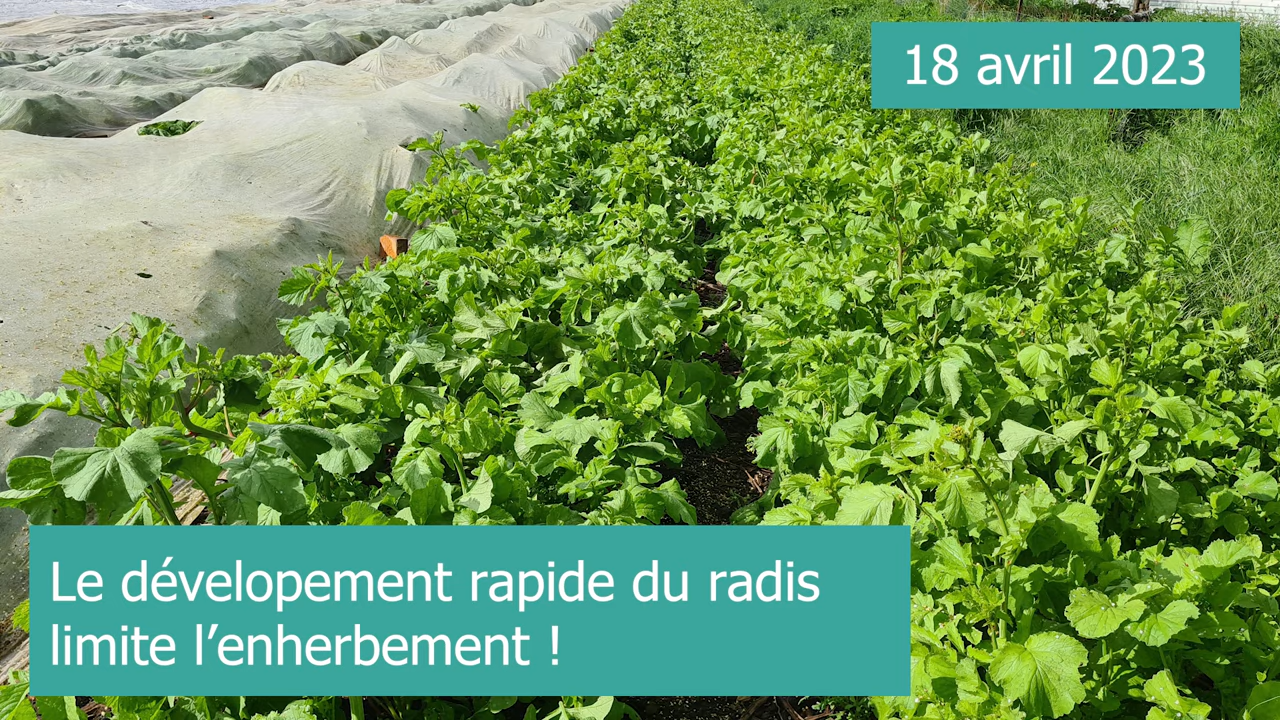 18 avril 2023
Le dévelopement rapide du radis
limite l’enherbement !